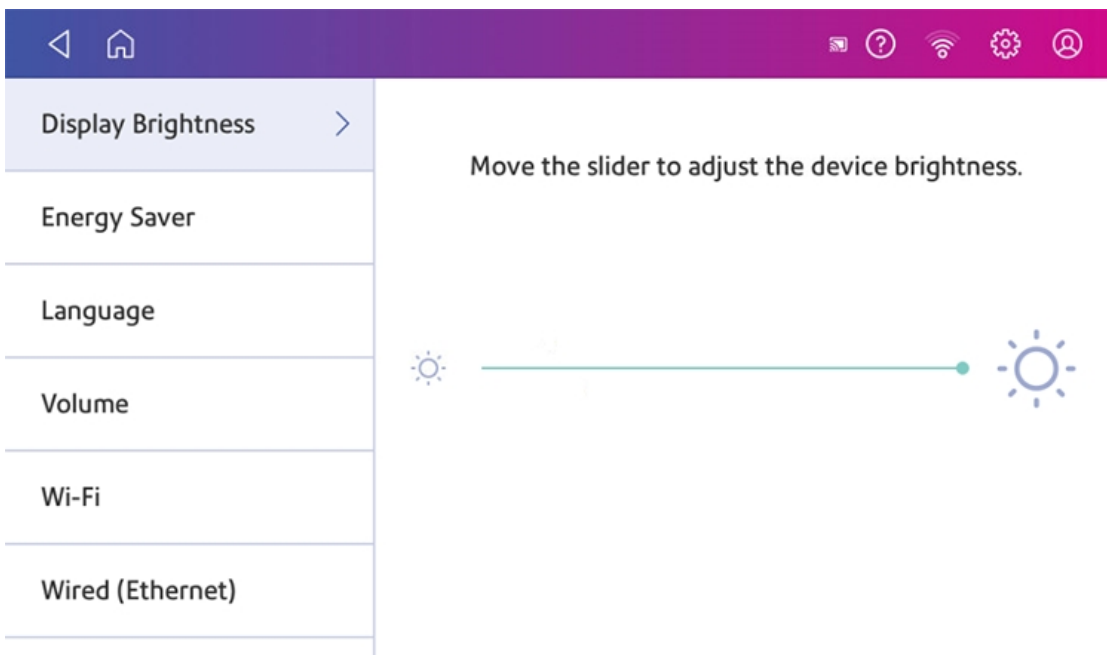 Display Brightness
Move the slider to adjust the device brightness.
Energy Saver
Language
Volume
Wi-Fi
Wired (Ethernet)